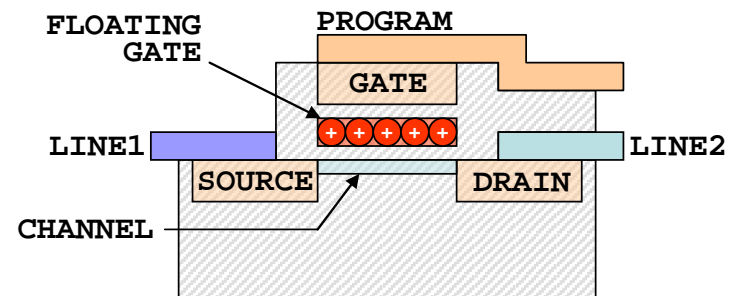 FLOATING
GATE
PROGRAM
GATE
+ + + + +
LINE1
LINE2
SOURCE
DRAIN
CHANNEL